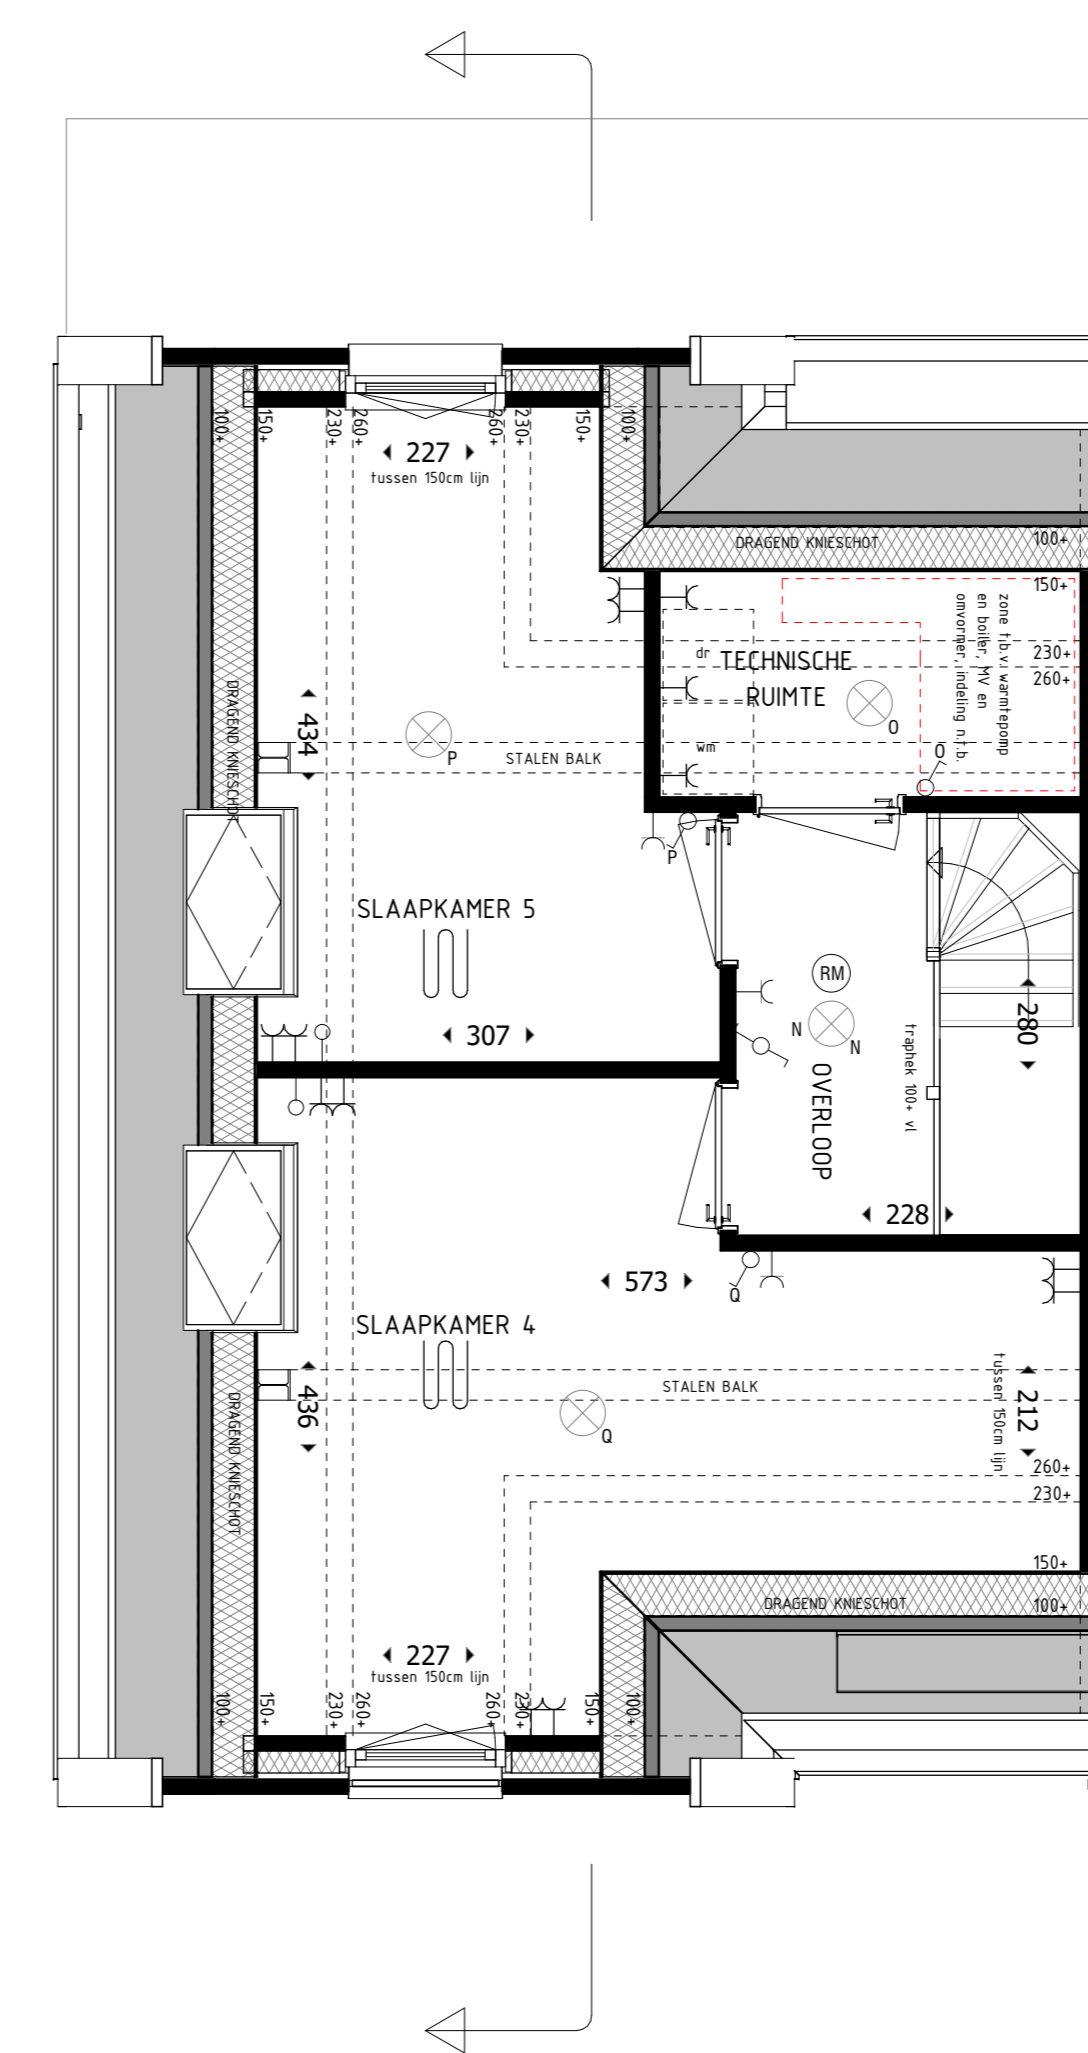 100+
150+
230+
260+
260+
230+
150+
100+
227
tussen 150cm lijn
DRAGEND KNIESCHOT
100+
150+
230+
260+
zone t.b.v. warmtepomp
en boiler, MV en
omvormer, indeling n.t.b.
dr
TECHNISCHE
RUIMTE
O
O
wm
DRAGEND KNIESCHOT
434
P
STALEN BALK
P
SLAAPKAMER 5
307
RM
N
N
OVERLOOP
traphek 100+ vl
280
228
573
Q
SLAAPKAMER 4
STALEN BALK
436
Q
DRAGEND KNIESCHOT
tussen 150cm lijn
212
260+
230+
150+
100+
DRAGEND KNIESCHOT
227
tussen 150cm lijn
100+
150+
230+
260+
260+
230+
150+
100+